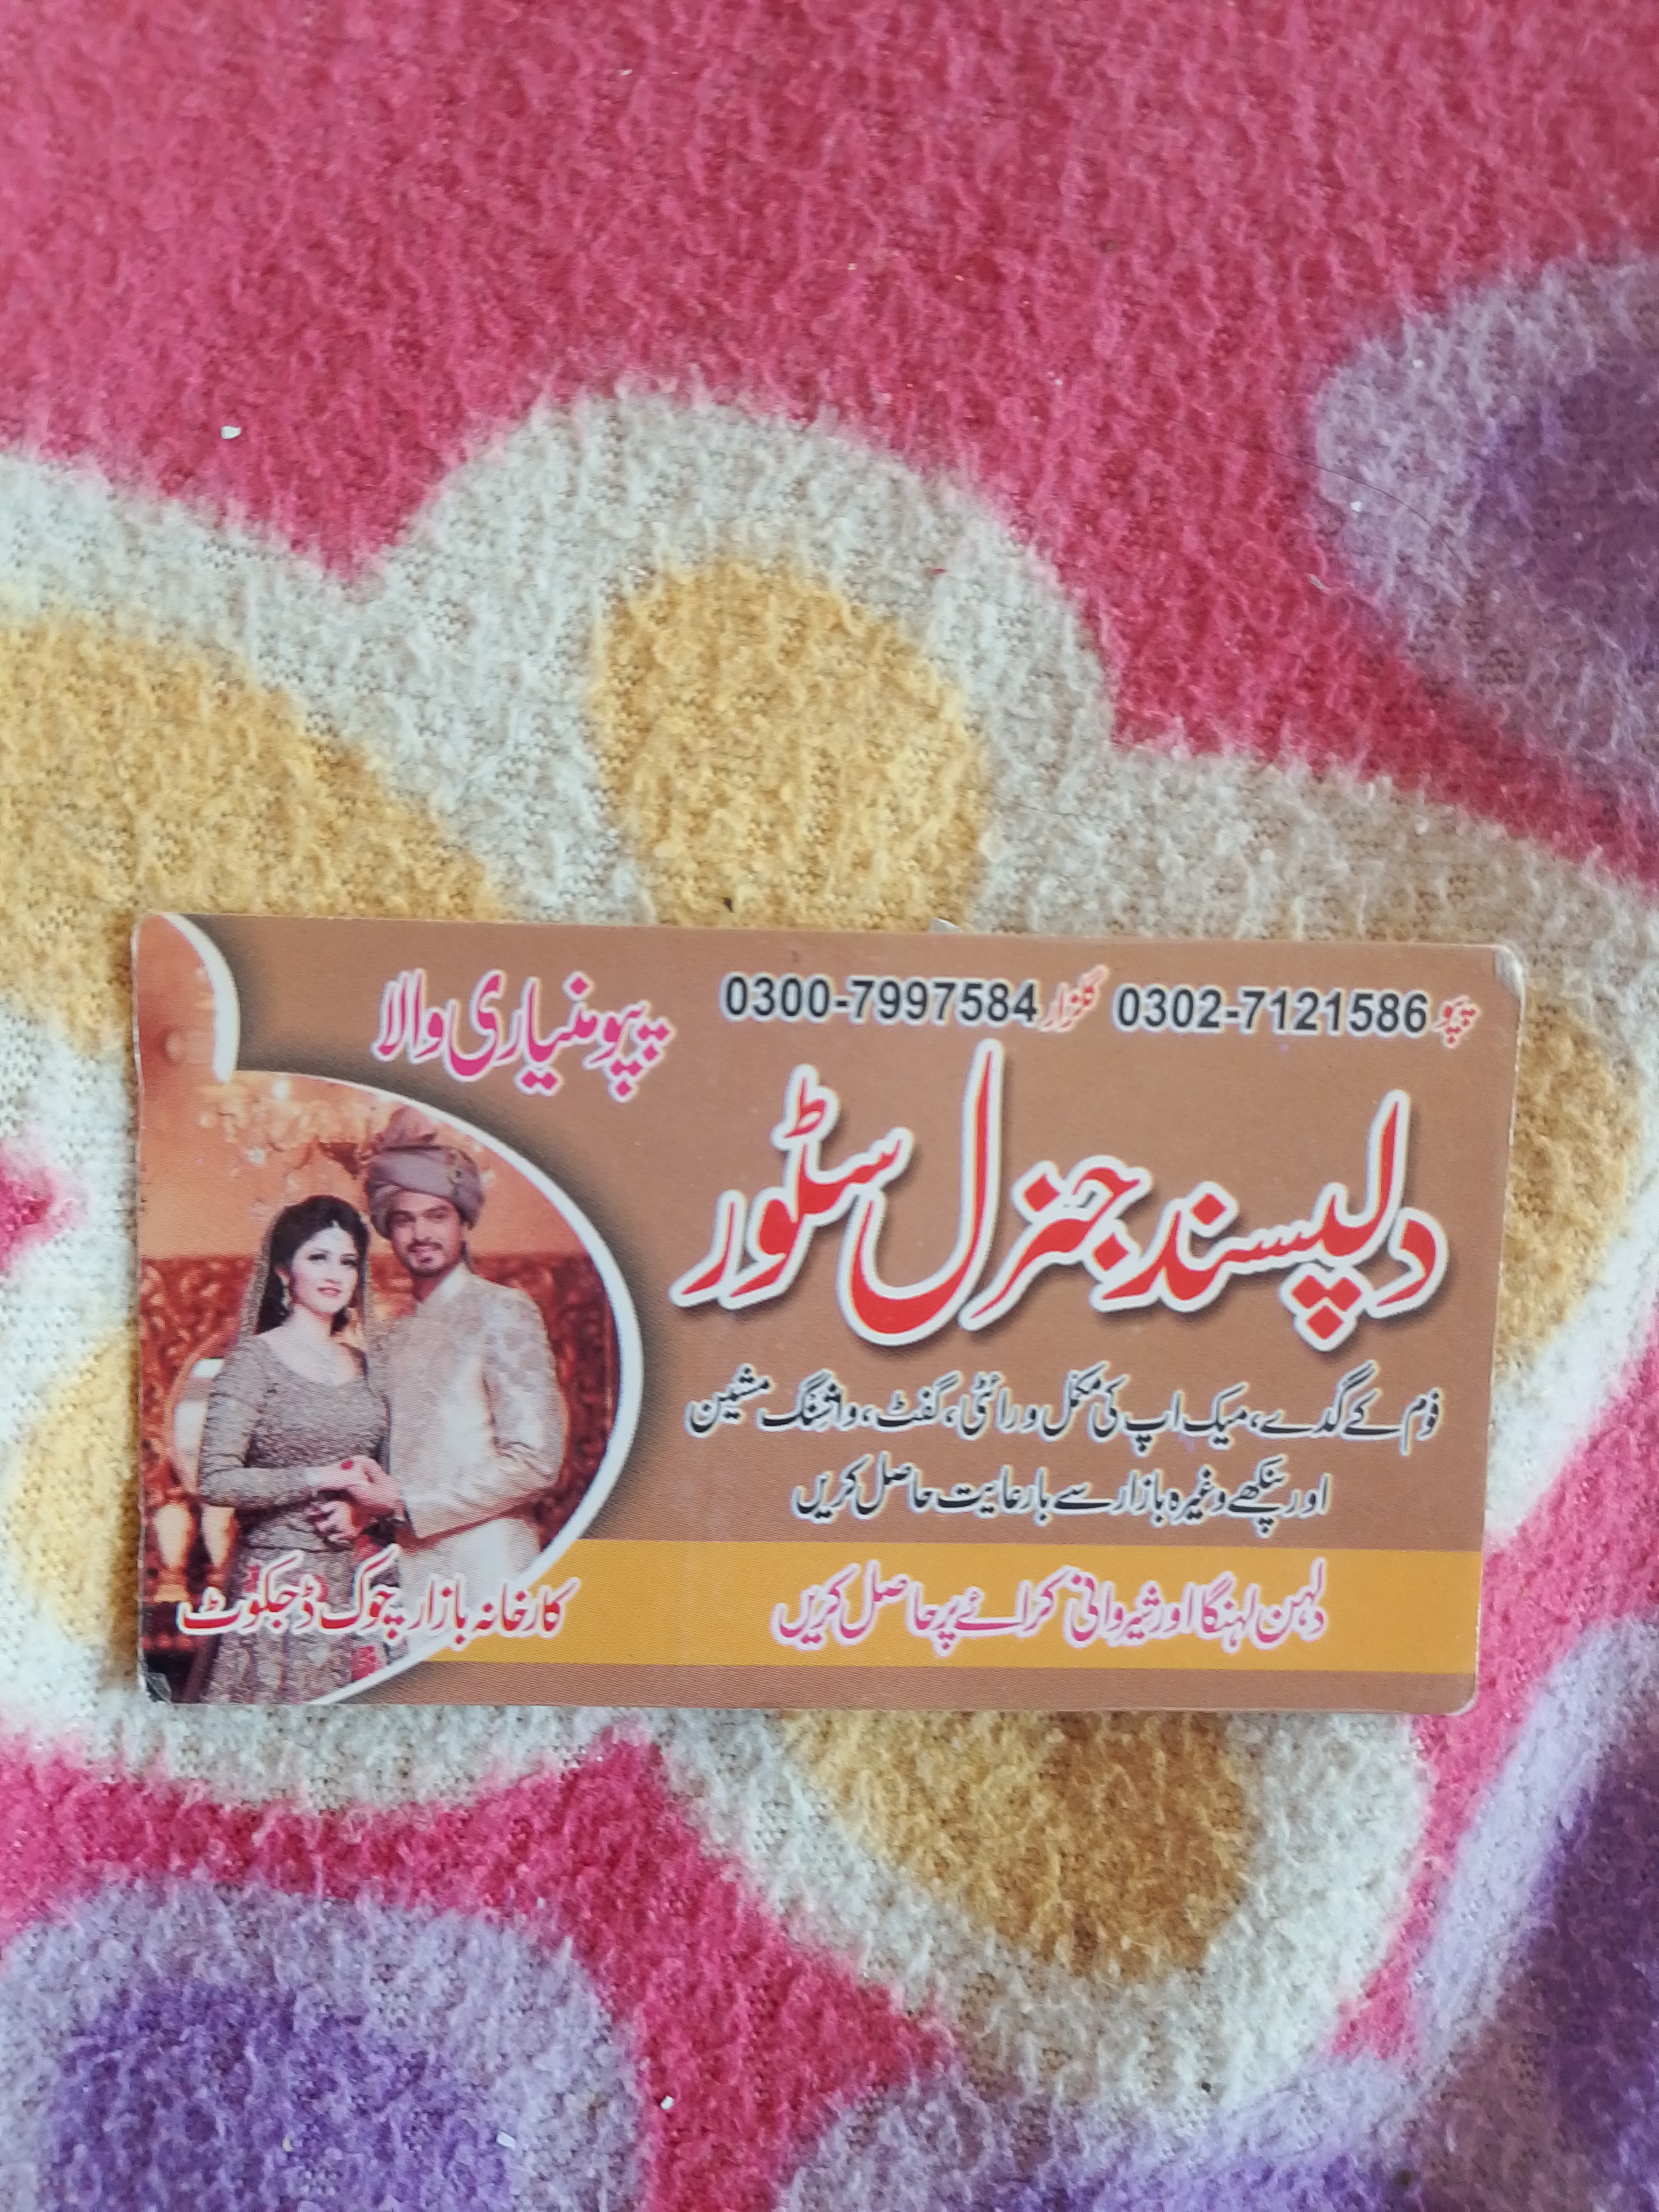 پپو 0302-7121586 گلزار 0300-7997584
پپو منیاری والا
دلپسند جنرل سٹور
فوم کے گدے، میک اپ کی مکمل ورائٹی، گفٹ، واشنگ مشین
اور پنکھے وغیرہ بازار سے بارعایت حاصل کریں
دلہن لہنگا اور شیروانی کرائے پر حاصل کریں
کارخانہ بازار چوک ڈجکوٹ